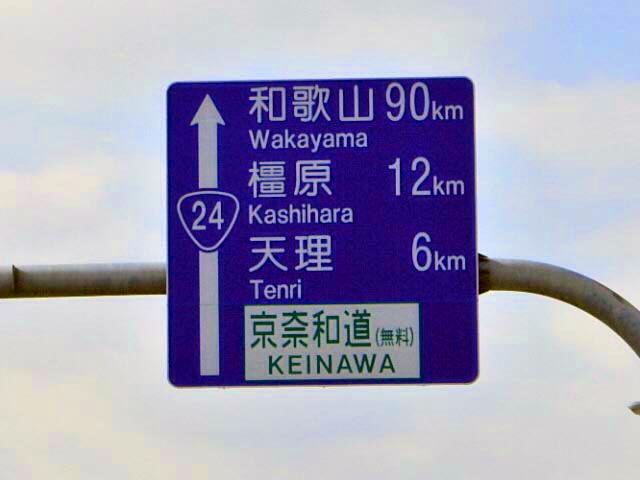 和歌山 90km
Wakayama
橿原 12km
Kashihara
24
天理 6km
Tenri
京奈和道(無料)
KEINAWA